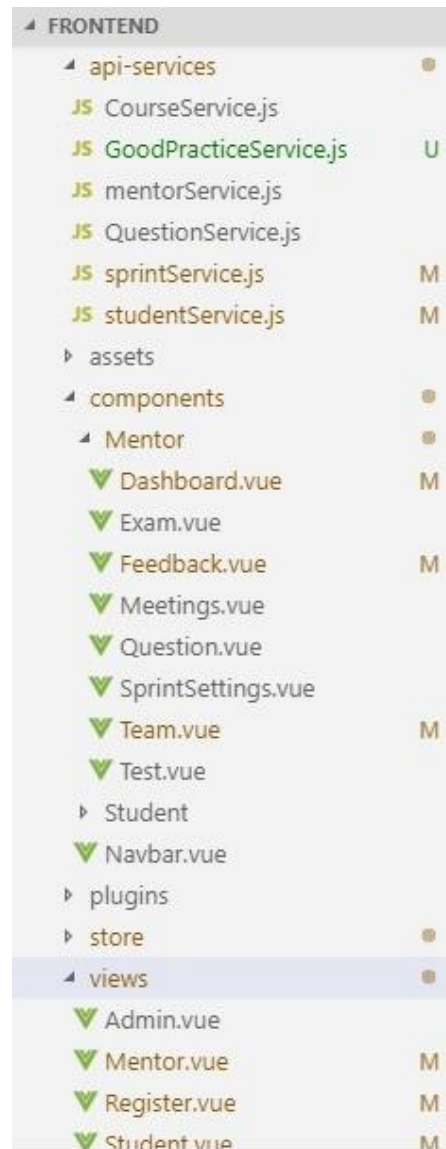 FRONTEND
api-services
JS CourseService.js
JS GoodPracticeService.js U
JS mentorService.js
JS QuestionService.js
JS sprintService.js M
JS studentService.js M
assets
components
Mentor
Dashboard.vue M
Exam.vue
Feedback.vue M
Meetings.vue
Question.vue
SprintSettings.vue
Team.vue M
Test.vue
Student
Navbar.vue
plugins
store
views
Admin.vue
Mentor.vue M
Register.vue M
Student.vue M